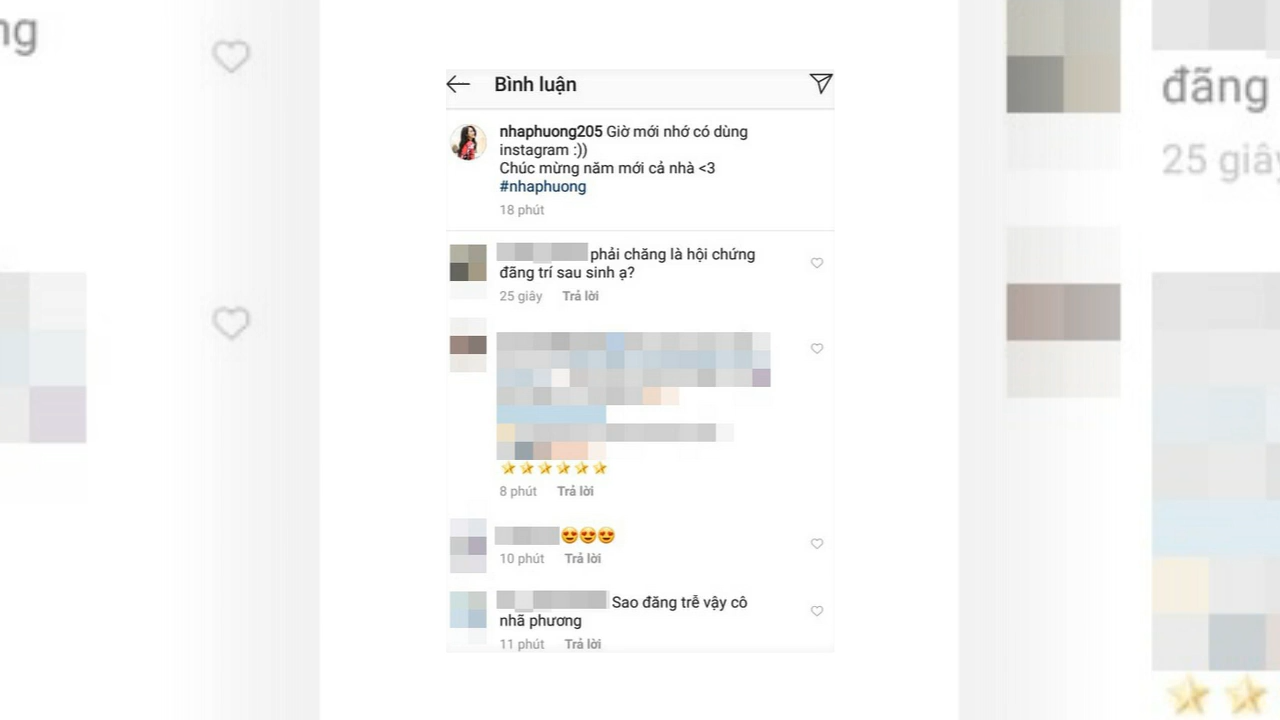 ng
Bình luận
nhaphuong205 Giờ mới nhớ có dùng
instagram :))
Chúc mừng năm mới cả nhà <3
#nhaphuong
18 phút
phải chăng là hội chứng
đãng trí sau sinh ạ?
25 giây Trả lời
8 phút Trả lời
10 phút Trả lời
Sao đăng trễ vậy cô
nhã phương
11 phút Trả lời
đãng
25 giây